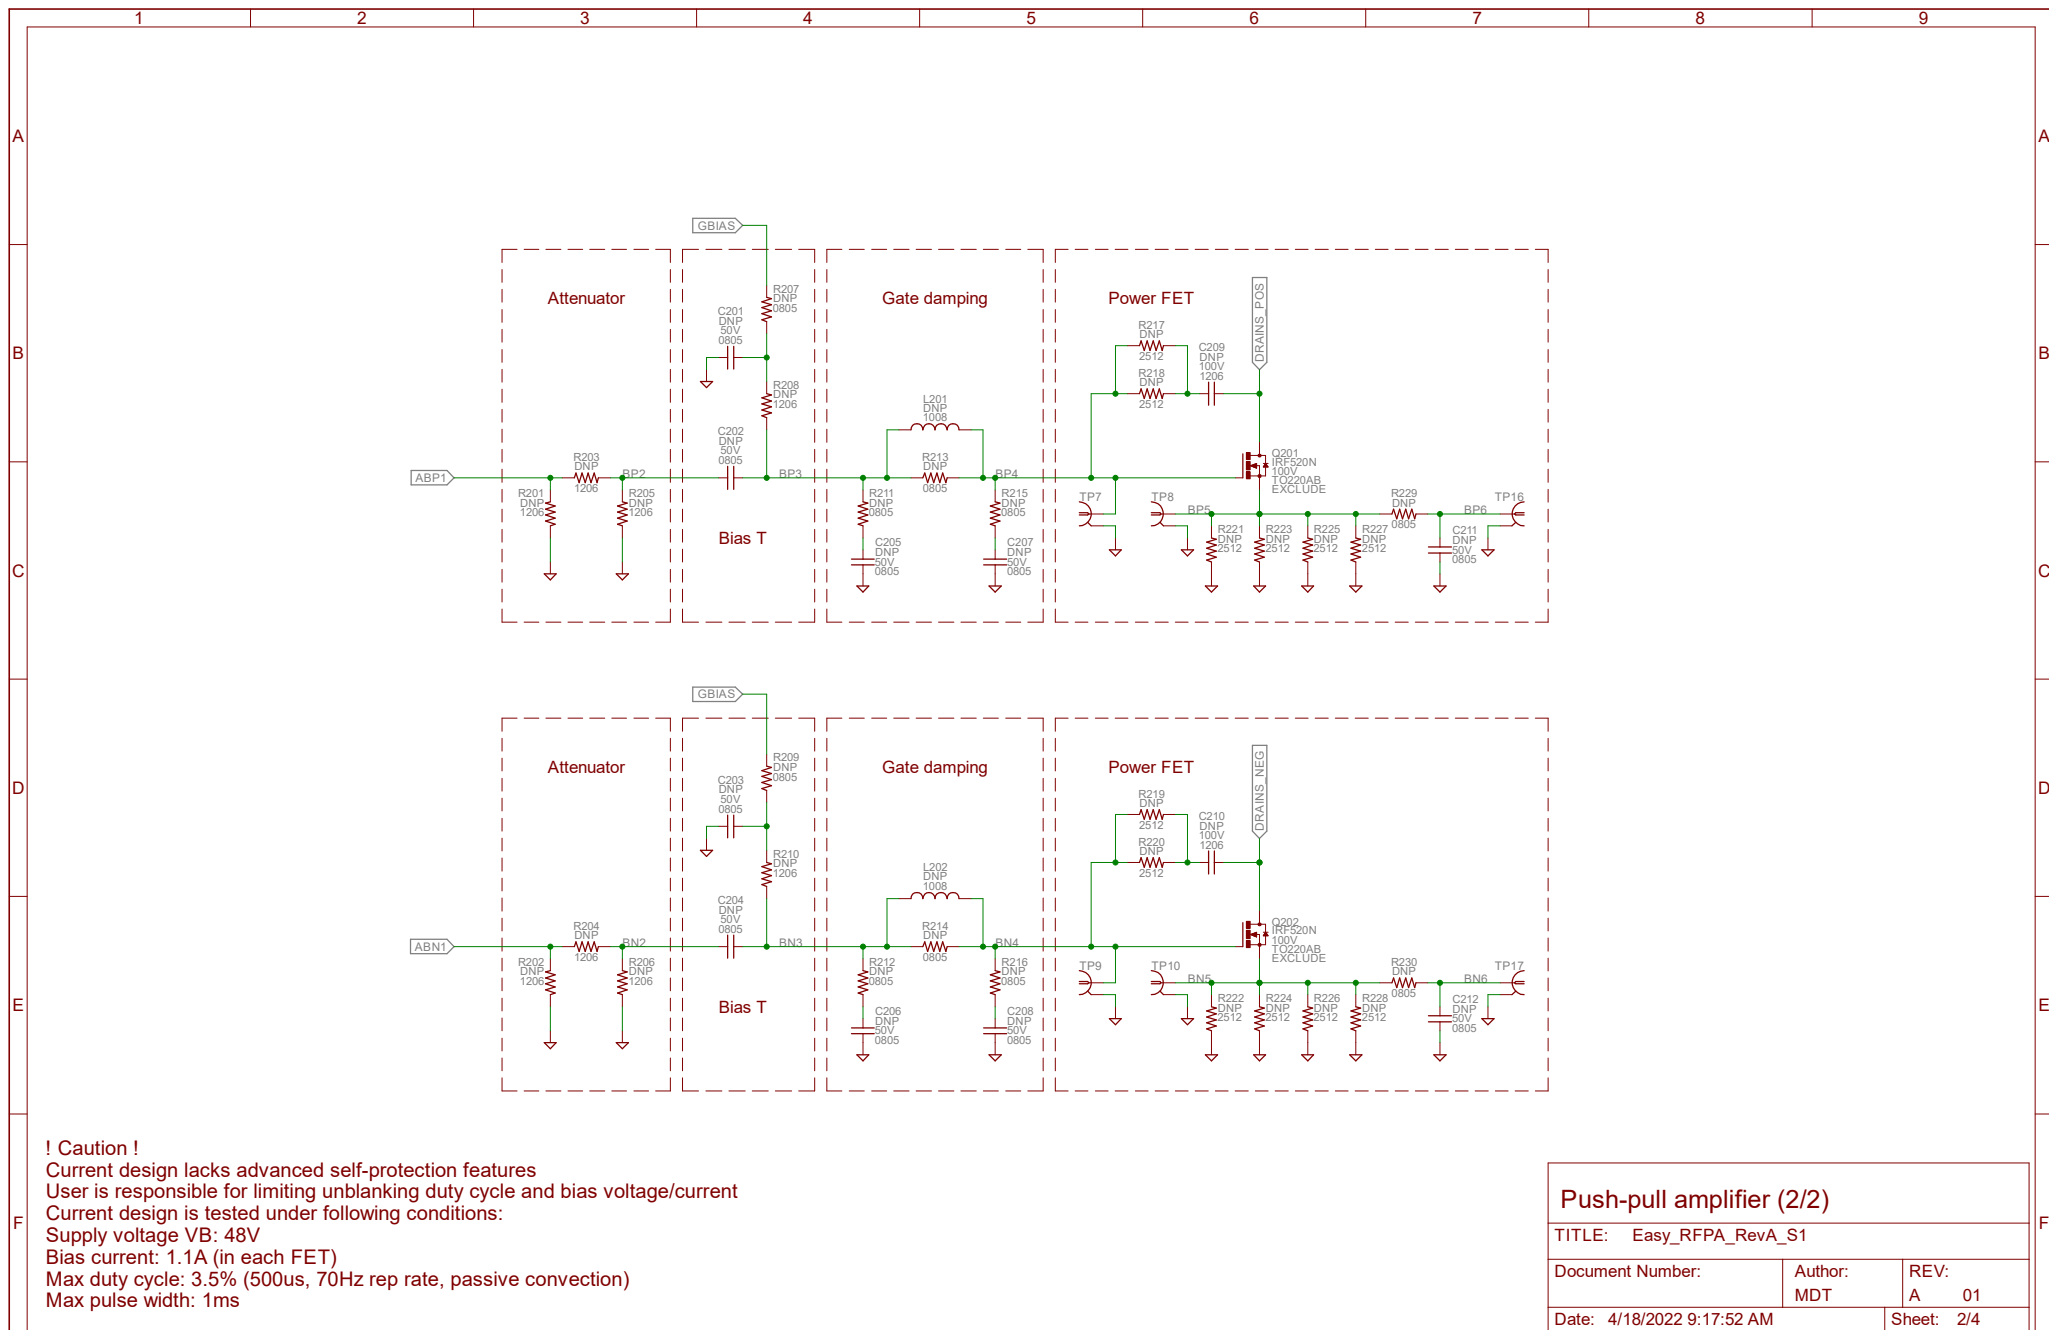 1 2 3 4 5 6 7 8 9
A A
B B
C C
D D
E E
F F
GBIAS
Attenuator
Bias T
Gate damping
Power FET
DRAINS_POS
R207
DNP
0805
C201
DNP
50V
0805
R208
DNP
1206
C202
DNP
50V
0805
ABP1
R203
DNP
1206
BP2
R201
DNP
1206
R205
DNP
1206
BP3
L201
DNP
1008
R213
DNP
0805
BP4
R211
DNP
0805
R215
DNP
0805
C205
DNP
50V
0805
C207
DNP
50V
0805
R217
DNP
2512
R218
DNP
2512
C209
DNP
100V
1206
Q201
IRF520N
100V
TO220AB
EXCLUDE
TP7
TP8
BP5
R221
DNP
2512
R223
DNP
2512
R225
DNP
2512
R227
DNP
2512
R229
DNP
0805
BP6
TP16
C211
DNP
50V
0805
GBIAS
Attenuator
Bias T
Gate damping
Power FET
DRAINS_NEG
R209
DNP
0805
C203
DNP
50V
0805
R210
DNP
1206
C204
DNP
50V
0805
ABN1
R204
DNP
1206
BN2
R202
DNP
1206
R206
DNP
1206
BN3
L202
DNP
1008
R214
DNP
0805
BN4
R212
DNP
0805
R216
DNP
0805
C206
DNP
50V
0805
C208
DNP
50V
0805
R219
DNP
2512
R220
DNP
2512
C210
DNP
100V
1206
Q202
IRF520N
100V
TO220AB
EXCLUDE
TP9
TP10
BN5
R222
DNP
2512
R224
DNP
2512
R226
DNP
2512
R228
DNP
2512
R230
DNP
0805
BN6
TP17
C212
DNP
50V
0805
! Caution !
Current design lacks advanced self-protection features
User is responsible for limiting unblanking duty cycle and bias voltage/current
Current design is tested under following conditions:
Supply voltage VB: 48V
Bias current: 1.1A (in each FET)
Max duty cycle: 3.5% (500us, 70Hz rep rate, passive convection)
Max pulse width: 1ms
Push-pull amplifier (2/2)
TITLE: Easy_RFPA_RevA_S1
Document Number:
Author:
MDT
REV:
A 01
Date: 4/18/2022 9:17:52 AM
Sheet: 2/4